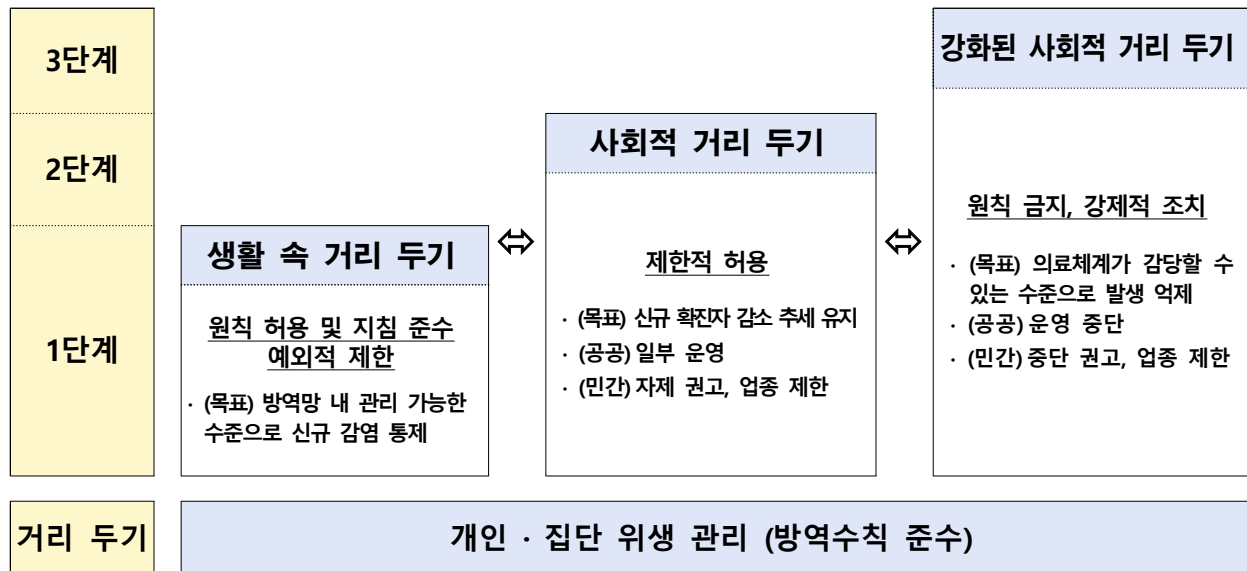 3단계
2단계
1단계
생활 속 거리 두기
원칙 허용 및 지침 준수
예외적 제한
· (목표) 방역망 내 관리 가능한
수준으로 신규 감염 통제
⇔
사회적 거리 두기
제한적 허용
· (목표) 신규 확진자 감소 추세 유지
· (공공) 일부 운영
· (민간) 자제 권고, 업종 제한
⇔
강화된 사회적 거리 두기
원칙 금지, 강제적 조치
· (목표) 의료체계가 감당할 수
있는 수준으로 발생 억제
· (공공) 운영 중단
· (민간) 중단 권고, 업종 제한
거리 두기
개인 · 집단 위생 관리 (방역수칙 준수)